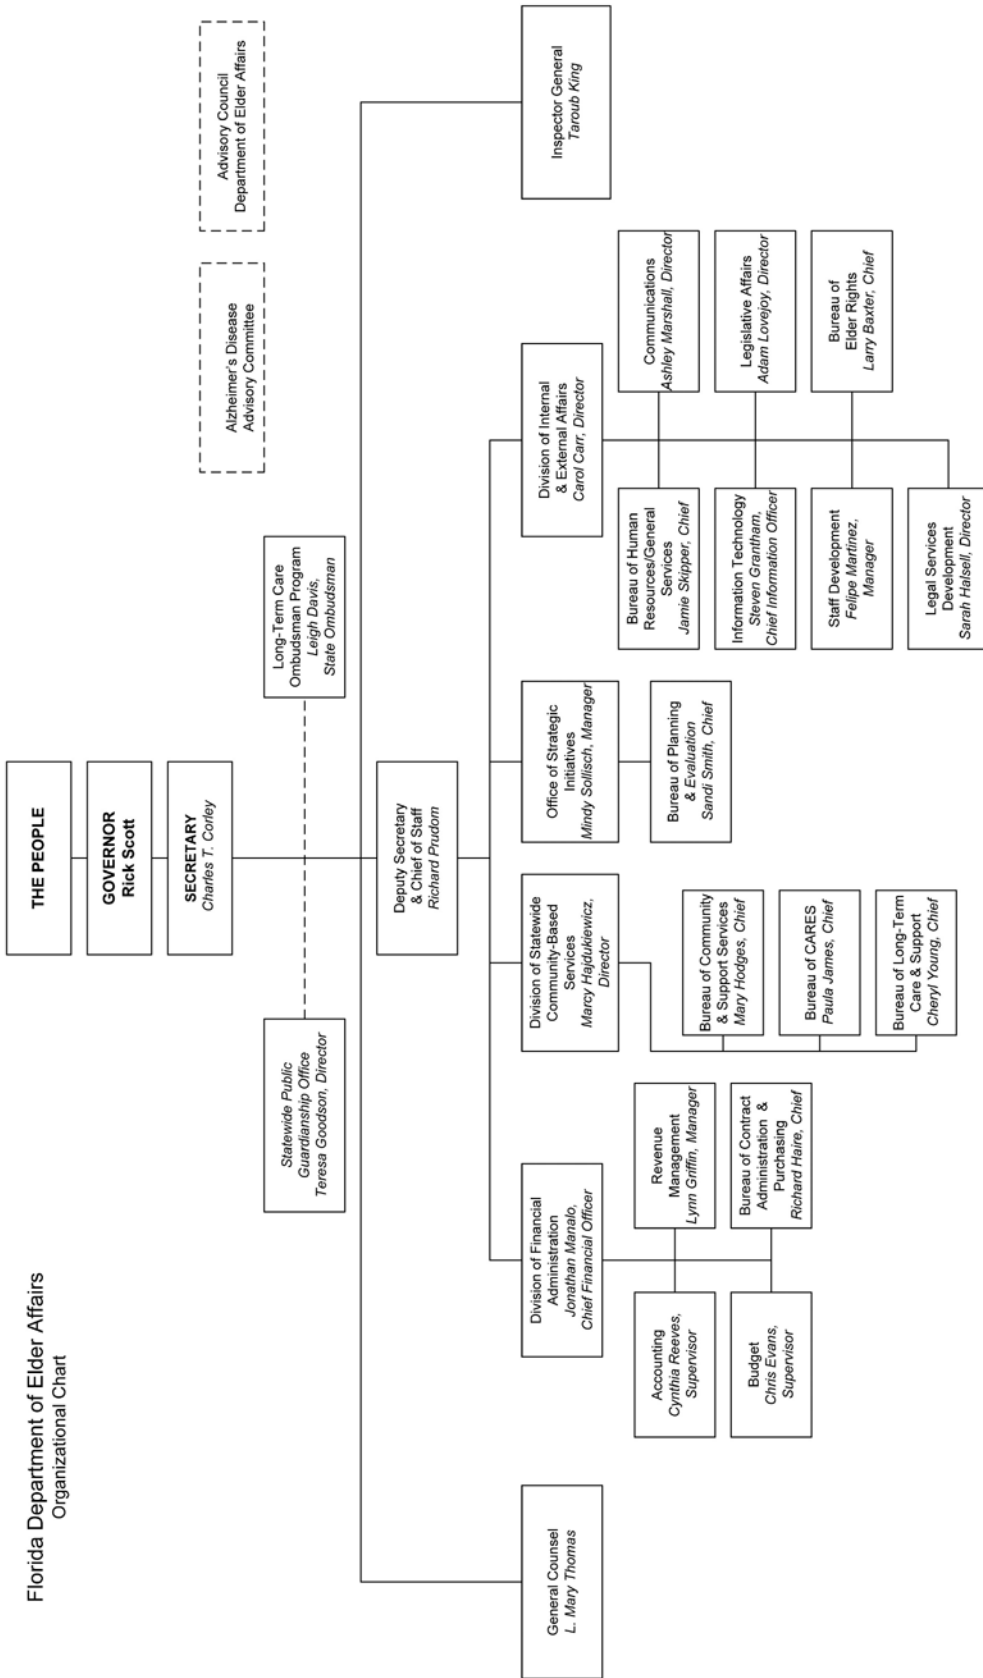 Florida Department of Elder Affairs
Organizational Chart
THE PEOPLE
GOVERNOR
Rick Scott
SECRETARY
Charles T. Corley
Advisory Council
Department of Elder Affairs
Alzheimer's Disease
Advisory Committee
Statewide Public
Guardianship Office
Teresa Goodson, Director
Long-Term Care
Ombudsman Program
Leigh Davis,
State Ombudsman
Deputy Secretary
& Chief of Staff
Richard Prudom
General Counsel
L. Mary Thomas
Division of Financial
Administration
Jonathan Manalo,
Chief Financial Officer
Division of Statewide
Community-Based
Services
Marcy Hajdukiewicz,
Director
Office of Strategic
Initiatives
Mindy Sollisch, Manager
Division of Internal
& External Affairs
Carol Carr, Director
Inspector General
Taroub King
Accounting
Cynthia Reeves,
Supervisor
Revenue
Management
Lynn Griffin, Manager
Budget
Chris Evans,
Supervisor
Bureau of Contract
Administration &
Purchasing
Richard Haire, Chief
Bureau of Community
& Support Services
Mary Hodges, Chief
Bureau of CARES
Paula James, Chief
Bureau of Long-Term
Care & Support
Cheryl Young, Chief
Bureau of Planning
& Evaluation
Sandi Smith, Chief
Bureau of Human
Resources/General
Services
Jamie Skipper, Chief
Communications
Ashley Marshall, Director
Information Technology
Steven Grantham,
Chief Information Officer
Legislative Affairs
Adam Lovejoy, Director
Staff Development
Felipe Martinez,
Manager
Bureau of
Elder Rights
Larry Baxter, Chief
Legal Services
Development
Sarah Halsell, Director